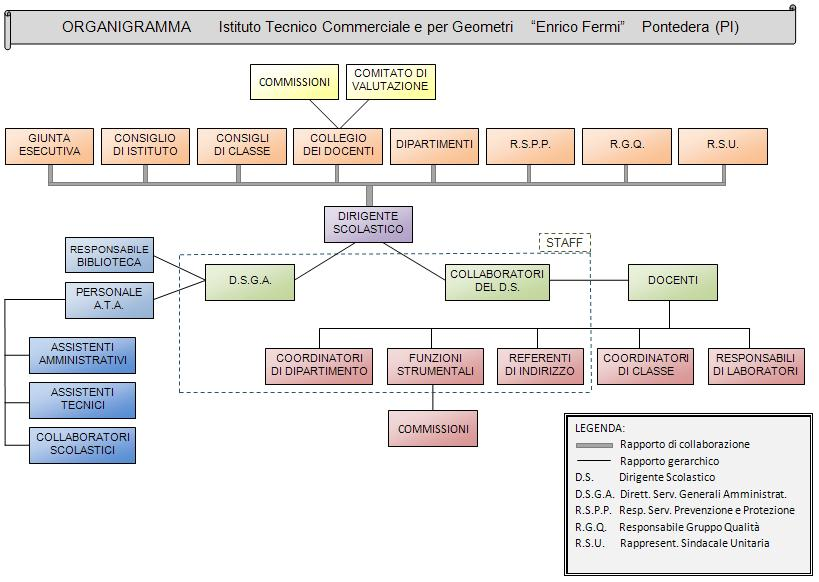 ORGANIGRAMMA Istituto Tecnico Commerciale e per Geometri “Enrico Fermi” Pontedera (PI)
COMMISSIONI
COMITATO DI
VALUTAZIONE
GIUNTA
ESECUTIVA
CONSIGLIO
DI ISTITUTO
CONSIGLI
DI CLASSE
COLLEGIO
DEI DOCENTI
DIPARTIMENTI
R.S.P.P.
R.G.Q.
R.S.U.
DIRIGENTE
SCOLASTICO
STAFF
RESPONSABILE
BIBLIOTECA
PERSONALE
A.T.A.
D.S.G.A.
COLLABORATORI
DEL D.S.
DOCENTI
ASSISTENTI
AMMINISTRATIVI
ASSISTENTI
TECNICI
COLLABORATORI
SCOLASTICI
COORDINATORI
DI DIPARTIMENTO
FUNZIONI
STRUMENTALI
REFERENTI
DI INDIRIZZO
COORDINATORI
DI CLASSE
RESPONSABILI
DI LABORATORI
COMMISSIONI
LEGENDA:
Rapporto di collaborazione
Rapporto gerarchico
D.S. Dirigente Scolastico
D.S.G.A. Dirett. Serv. Generali Amministrat.
R.S.P.P. Resp. Serv. Prevenzione e Protezione
R.G.Q. Responsabile Gruppo Qualità
R.S.U. Rappresent. Sindacale Unitaria